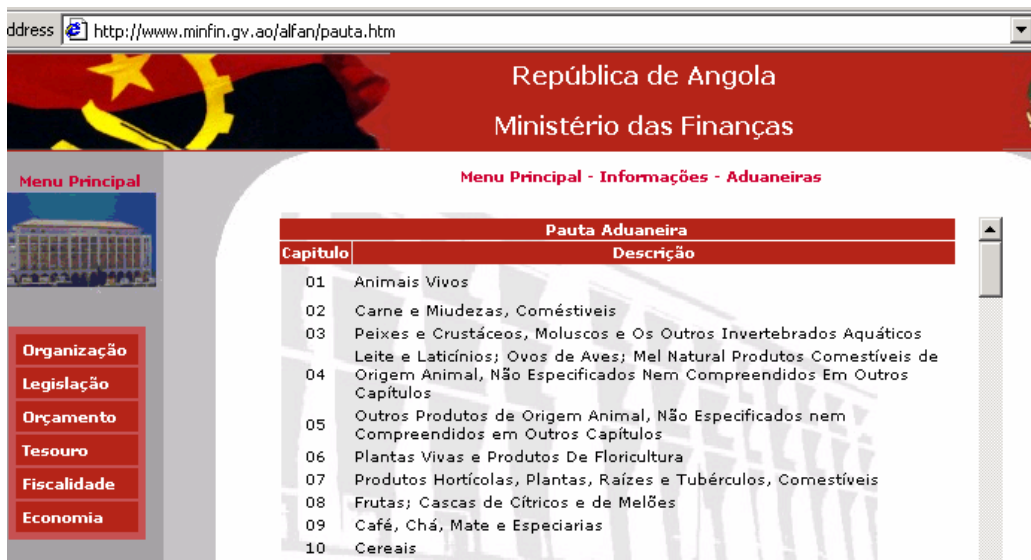 ddress http://www.minfin.gv.ao/alfan/pauta.htm
República de Angola
Ministério das Finanças
Menu Principal
Menu Principal - Informações - Aduaneiras
Pauta Aduaneira
Capitulo Descrição
01 Animais Vivos
02 Carne e Miudezas, Coméstiveis
03 Peixes e Crustáceos, Moluscos e Os Outros Invertebrados Aquáticos
Leite e Laticínios; Ovos de Aves; Mel Natural Produtos Comestíveis de
04 Origem Animal, Não Especificados Nem Compreendidos Em Outros
Capítulos
05 Outros Produtos de Origem Animal, Não Especificados nem
Compreendidos em Outros Capítulos
06 Plantas Vivas e Produtos De Floricultura
07 Produtos Hortícolas, Plantas, Raízes e Tubérculos, Comestíveis
08 Frutas; Cascas de Cítricos e de Melões
09 Café, Chá, Mate e Especiarias
10 Cereais
Organização
Legislação
Orçamento
Tesouro
Fiscalidade
Economia